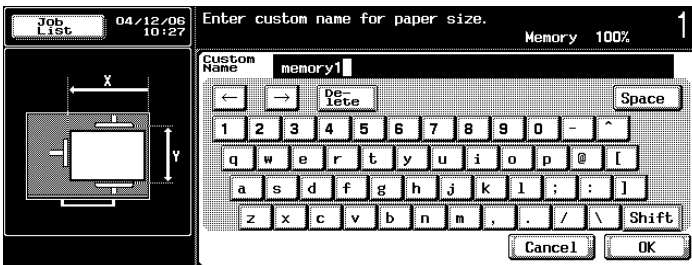 Job List
04/12/06
10:27
Enter custom name for paper size.
Memory 100%
1
X
Y
Custom Name
memory1
← → De-lete Space
1 2 3 4 5 6 7 8 9 0 - ^
q w e r t y u i o p @ [
a s d f g h j k l ; : ]
z x c v b n m , . / \ Shift
Cancel OK